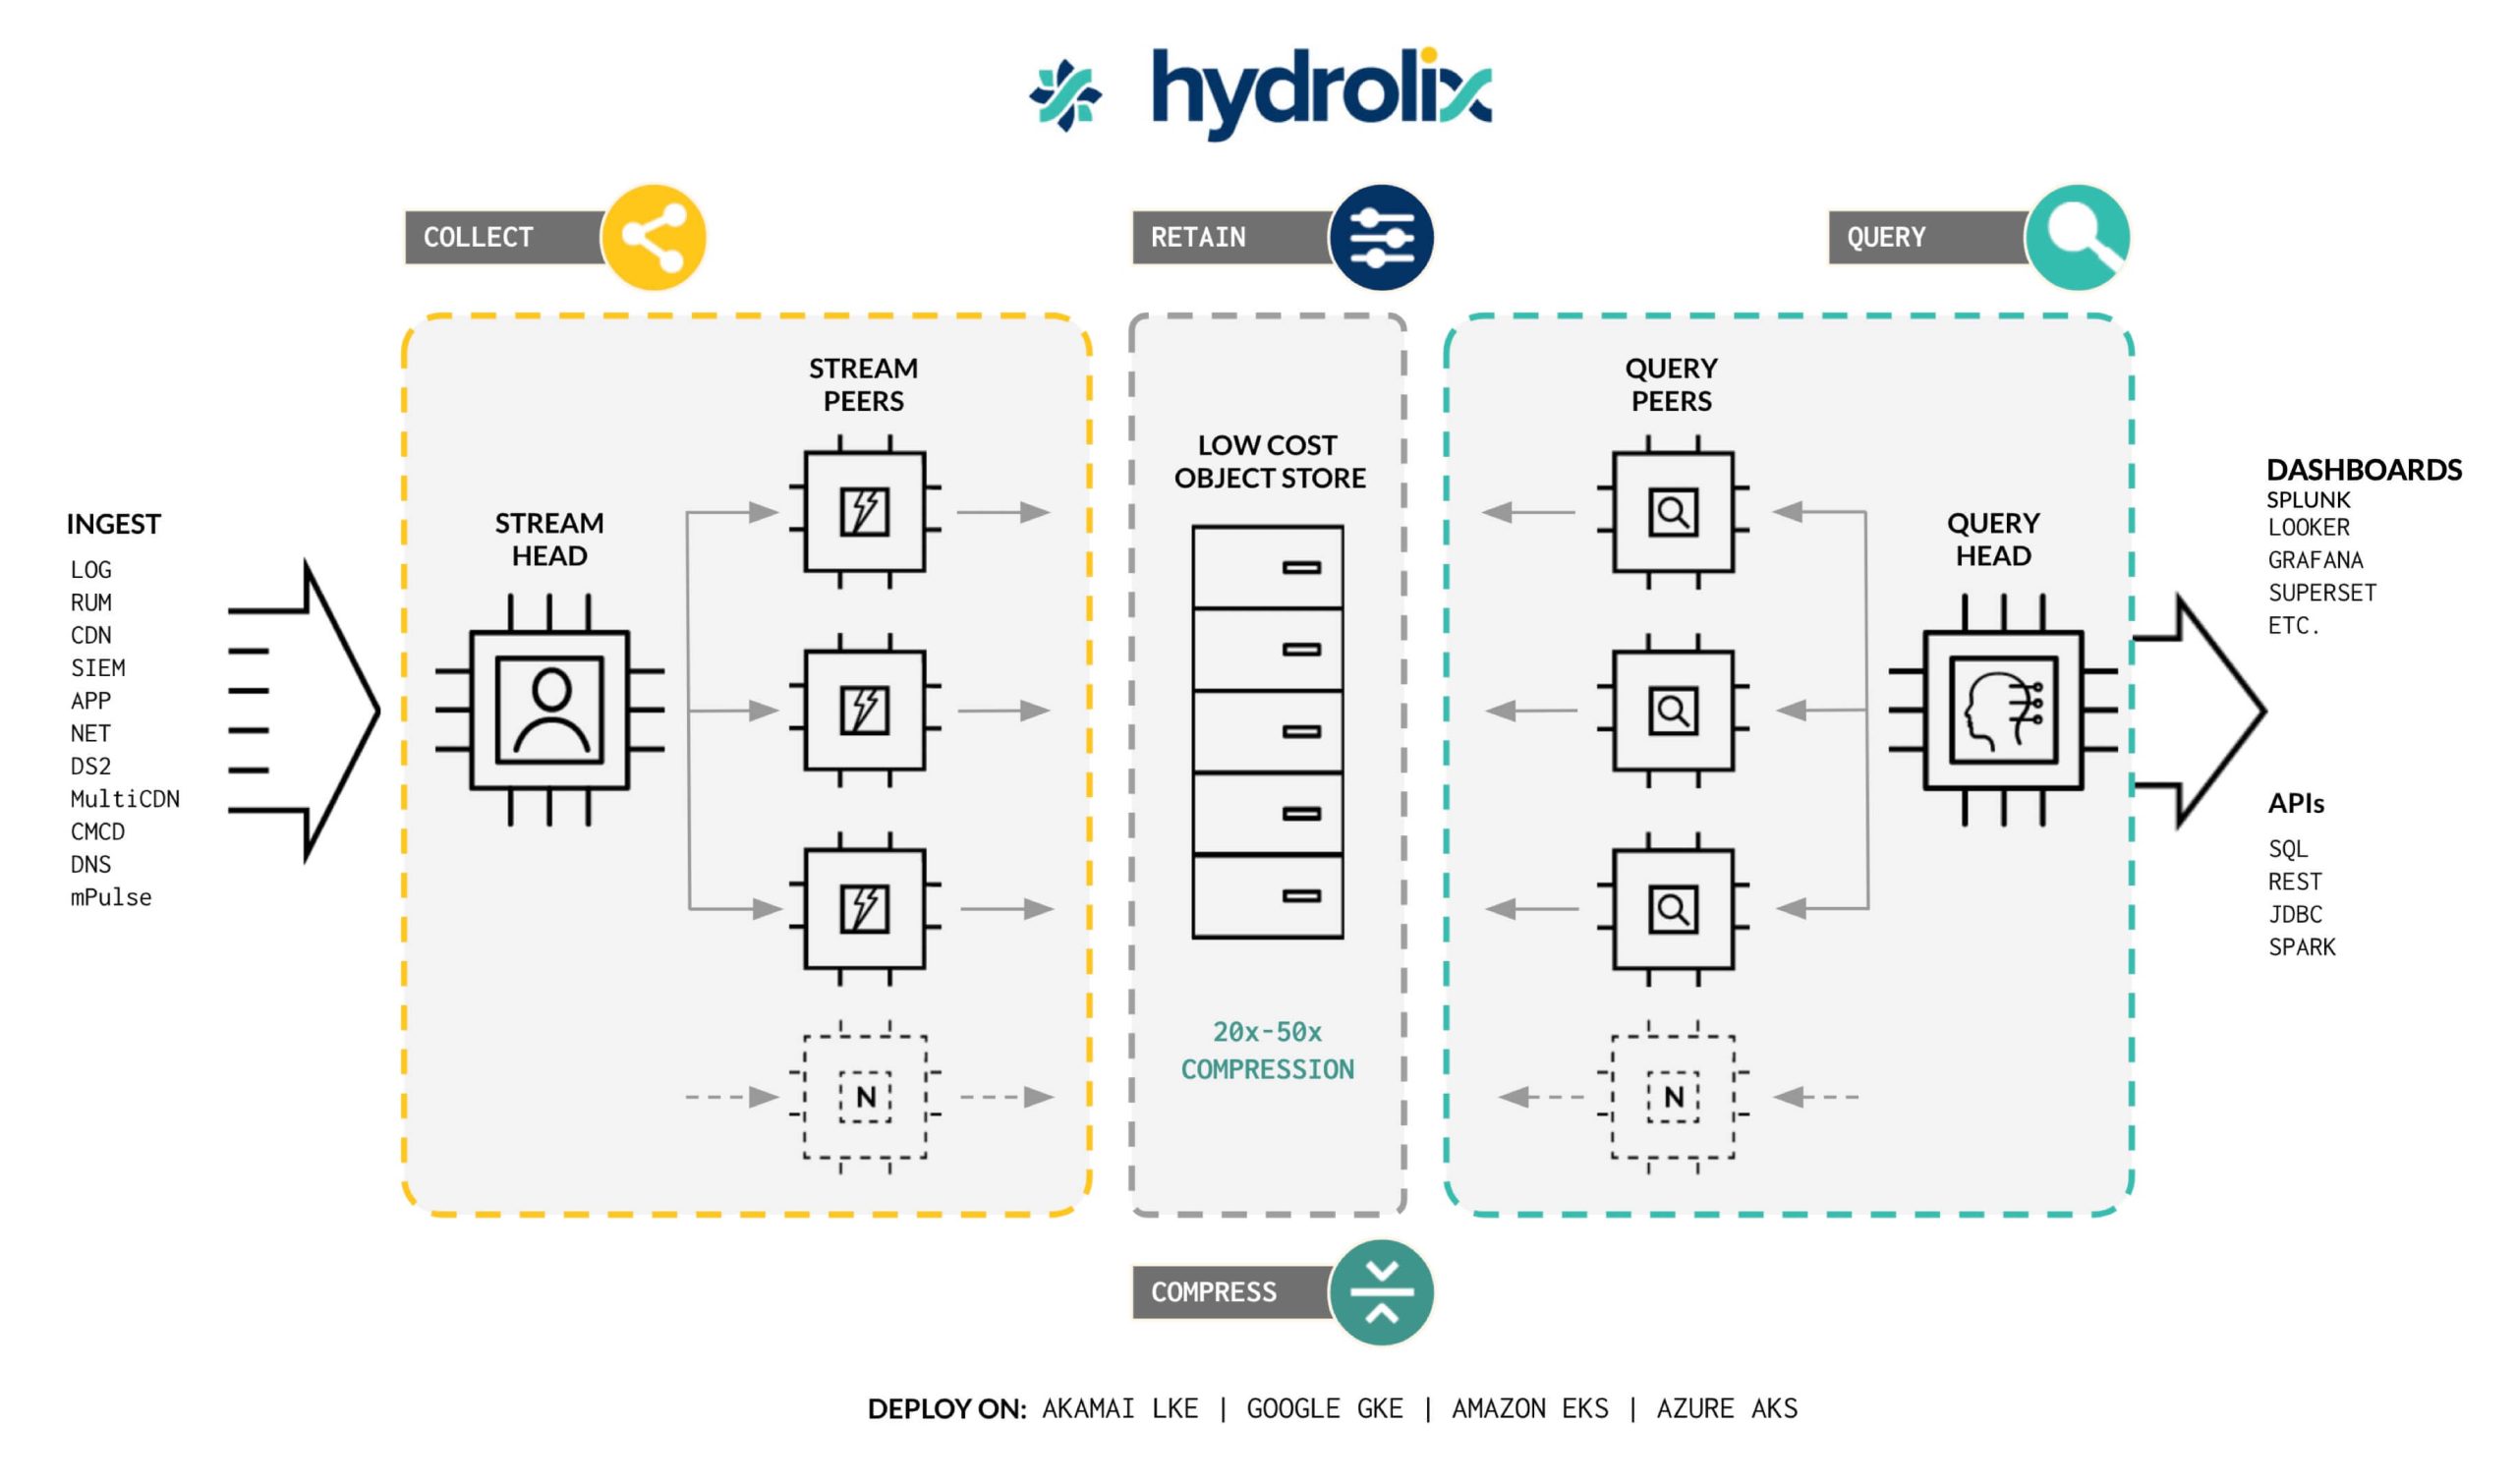 hydrolix
COLLECT
RETAIN
QUERY
INGEST
LOG
RUM
CDN
SIEM
APP
NET
DS2
MultiCDN
CMCD
DNS
mPulse
STREAM
HEAD
STREAM
PEERS
N
LOW COST
OBJECT STORE
20x-50x
COMPRESSION
QUERY
PEERS
N
QUERY
HEAD
DASHBOARDS
SPLUNK
LOOKER
GRAFANA
SUPERSET
ETC.
APIs
SQL
REST
JDBC
SPARK
COMPRESS
DEPLOY ON: AKAMAI LKE | GOOGLE GKE | AMAZON EKS | AZURE AKS